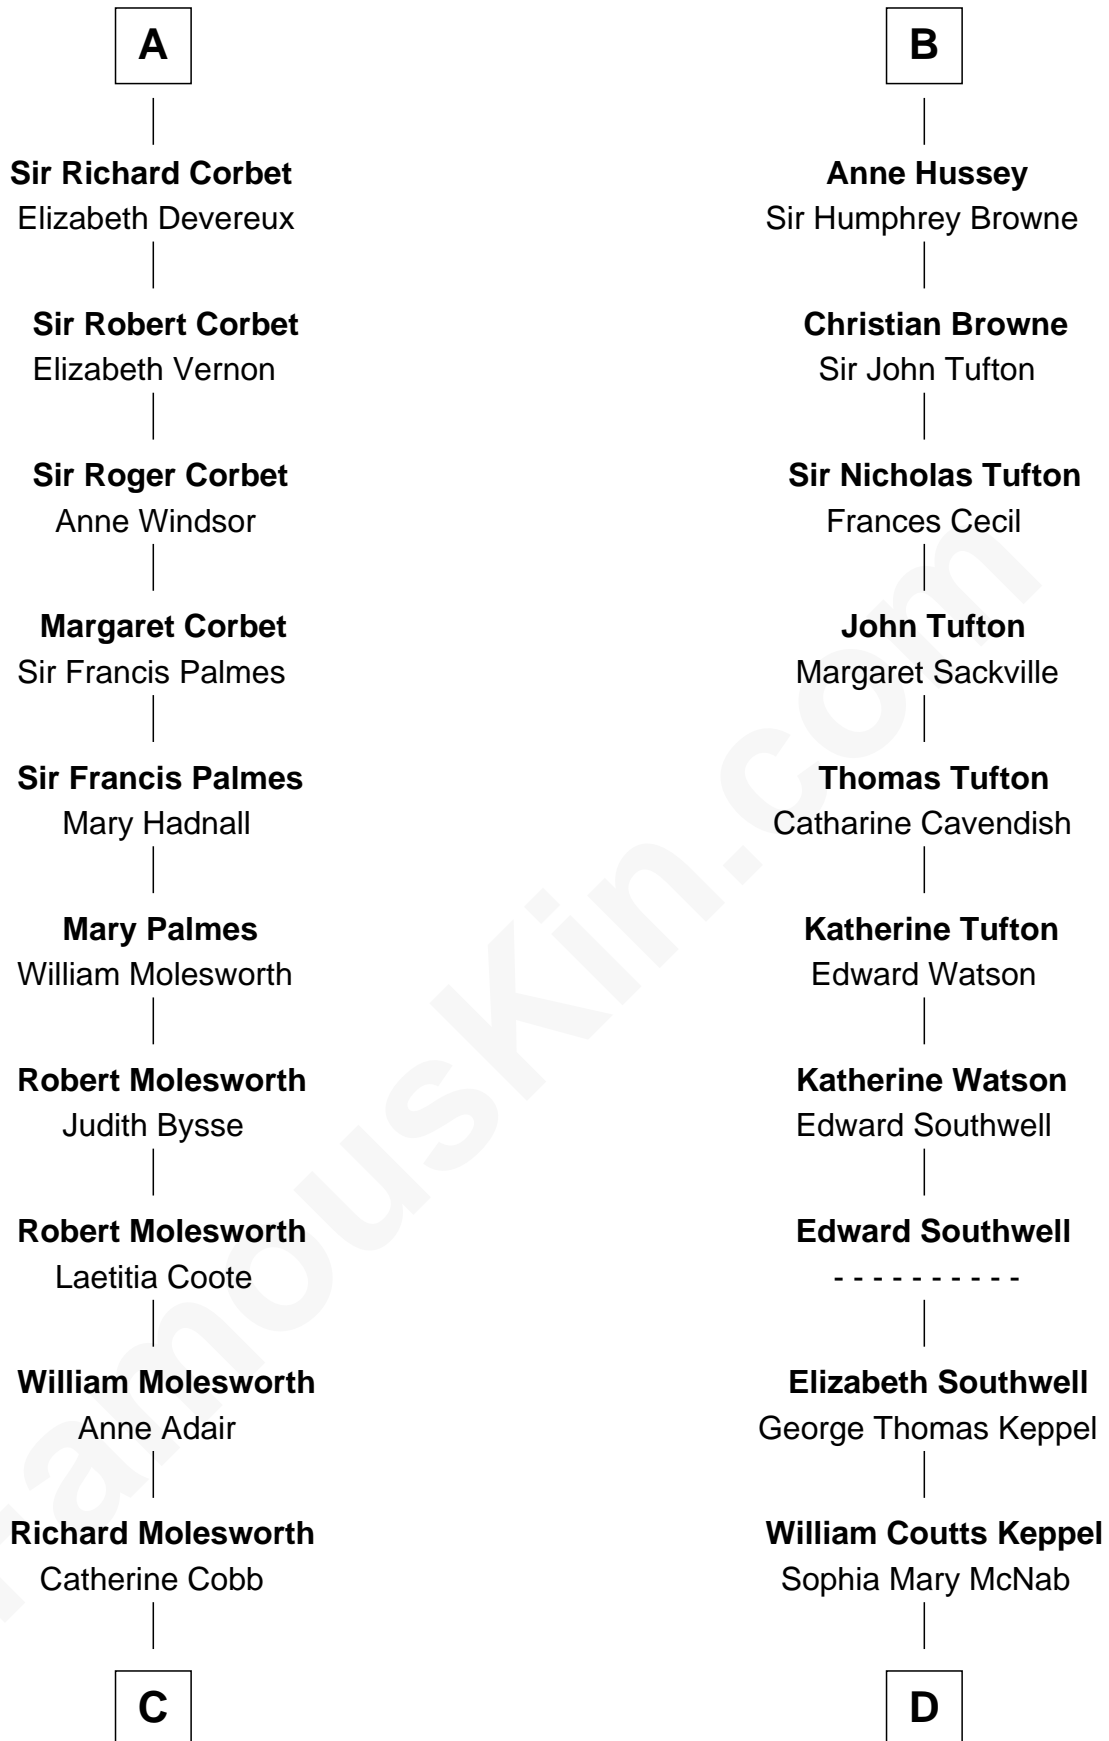 A
Sir Richard Corbet
Elizabeth Devereux
Sir Robert Corbet
Elizabeth Vernon
Sir Roger Corbet
Anne Windsor
Margaret Corbet
Sir Francis Palmes
Sir Francis Palmes
Mary Hadnall
Mary Palmes
William Molesworth
Robert Molesworth
Judith Bysse
Robert Molesworth
Laetitia Coote
William Molesworth
Anne Adair
Richard Molesworth
Catherine Cobb
C
B
Anne Hussey
Sir Humphrey Browne
Christian Browne
Sir John Tufton
Sir Nicholas Tufton
Frances Cecil
John Tufton
Margaret Sackville
Thomas Tufton
Catharine Cavendish
Katherine Tufton
Edward Watson
Katherine Watson
Edward Southwell
Edward Southwell
- - - - - - - - - -
Elizabeth Southwell
George Thomas Keppel
William Coutts Keppel
Sophia Mary McNab
D
FamousKin.com